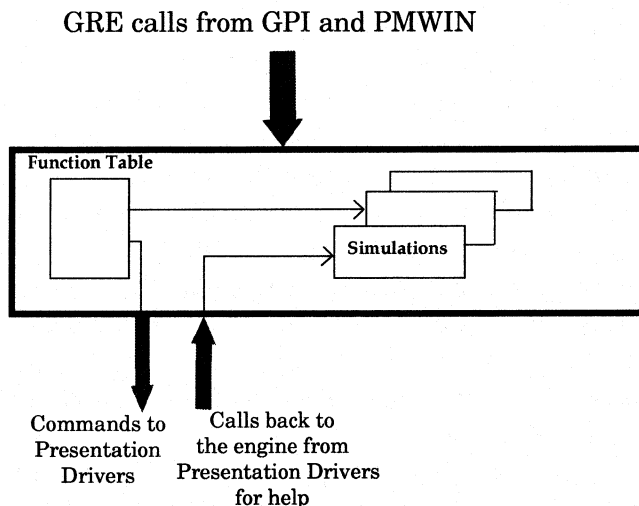 GRE calls from GPI and PMWIN
Function Table
Simulations
Commands to
Presentation
Drivers
Calls back to
the engine from
Presentation Drivers
for help